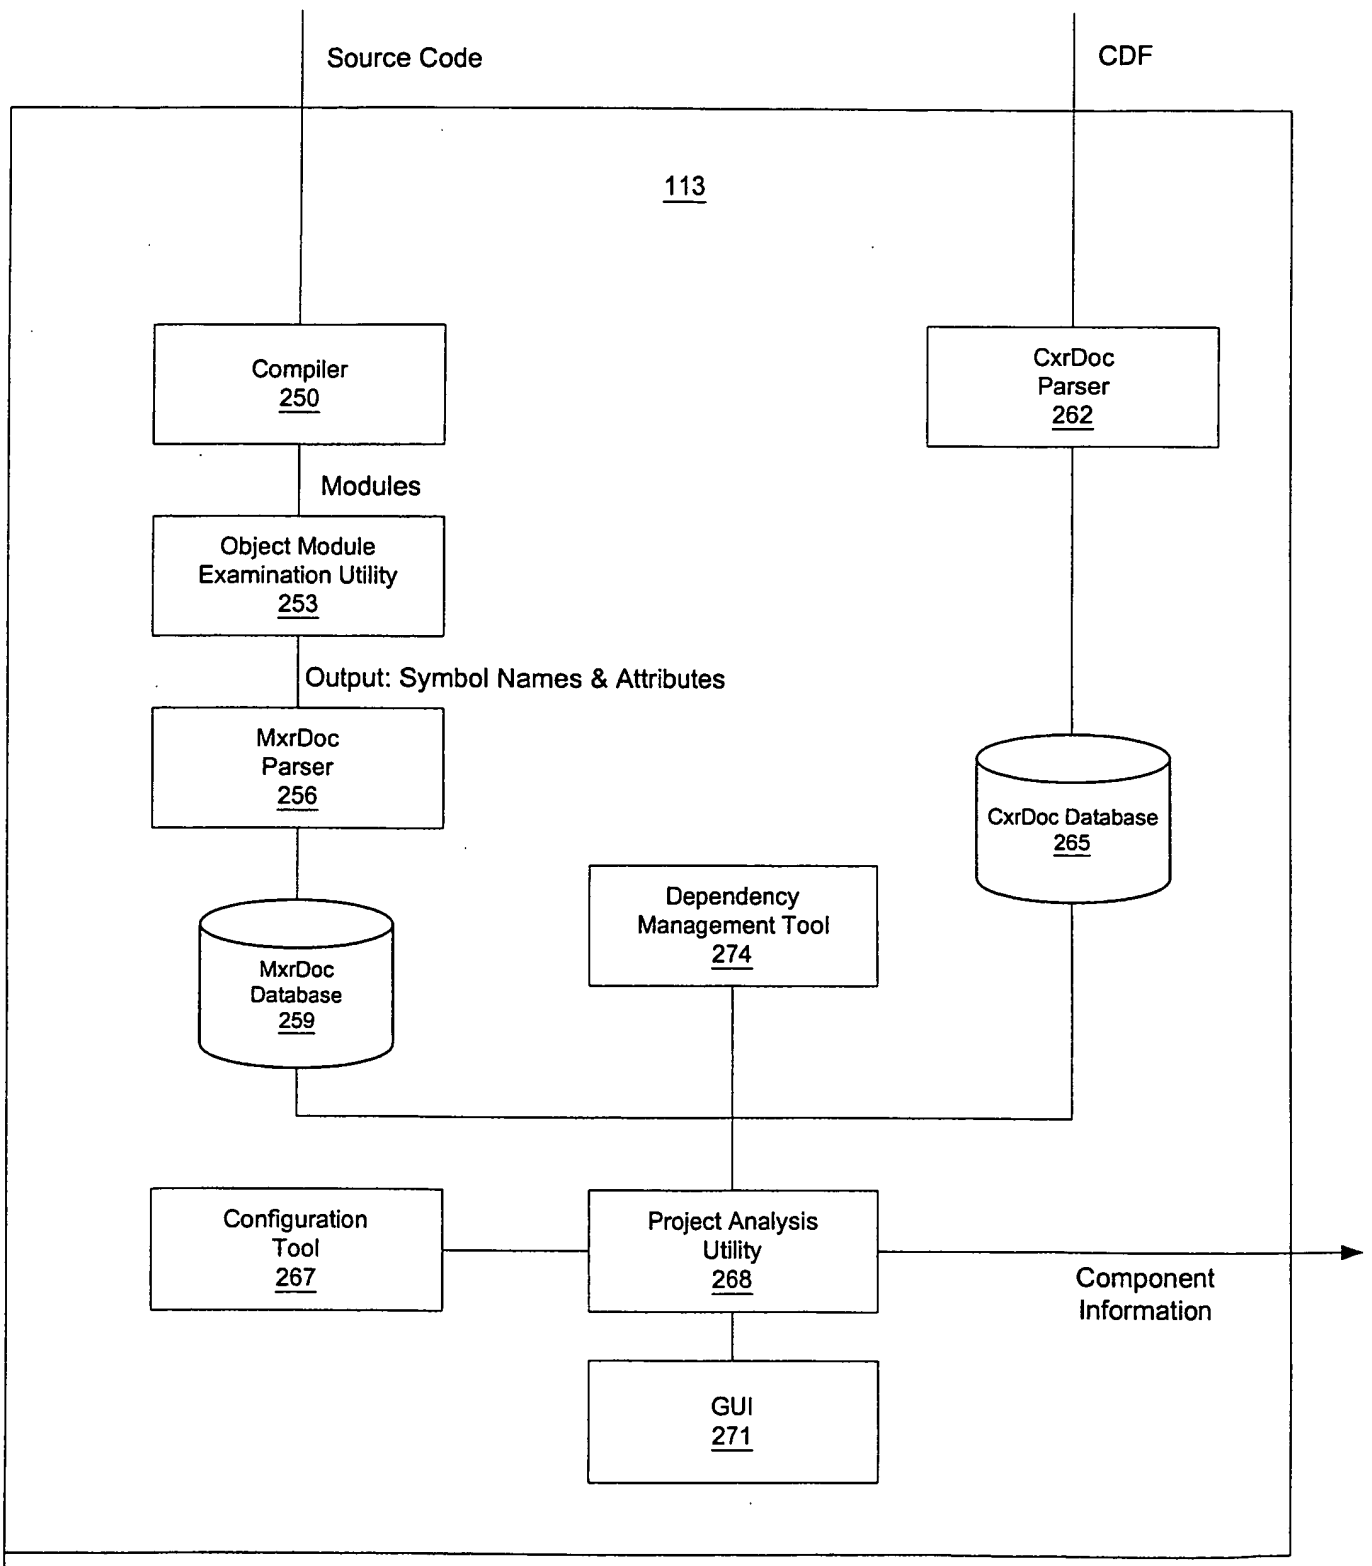 Source Code
CDF
113
Compiler
250
CxrDoc
Parser
262
Modules
Object Module
Examination Utility
253
Output: Symbol Names & Attributes
MxrDoc
Parser
256
CxrDoc Database
265
Dependency
Management Tool
274
MxrDoc
Database
259
Configuration
Tool
267
Project Analysis
Utility
268
Component
Information
GUI
271